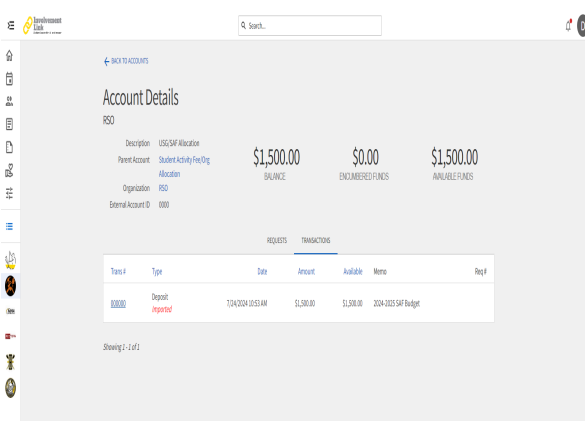 Involvement
Link
Search...
D
BACK TO ACCOUNTS
Account Details
RSO
Description USG/SAF Allocation
Parent Account Student Activity Fee/Org
Allocation
Organization RSO
External Account ID 0000
$1,500.00 $0.00 $1,500.00
BALANCE ENCUMBERED FUNDS AVAILABLE FUNDS
REQUESTS TRANSACTIONS
Trans # Type Date Amount Available Memo Req #
000000 Deposit 7/24/2024 10:53 AM $1,500.00 $1,500.00 2024-2025 SAF Budget
Imported
Showing 1 - 1 of 1